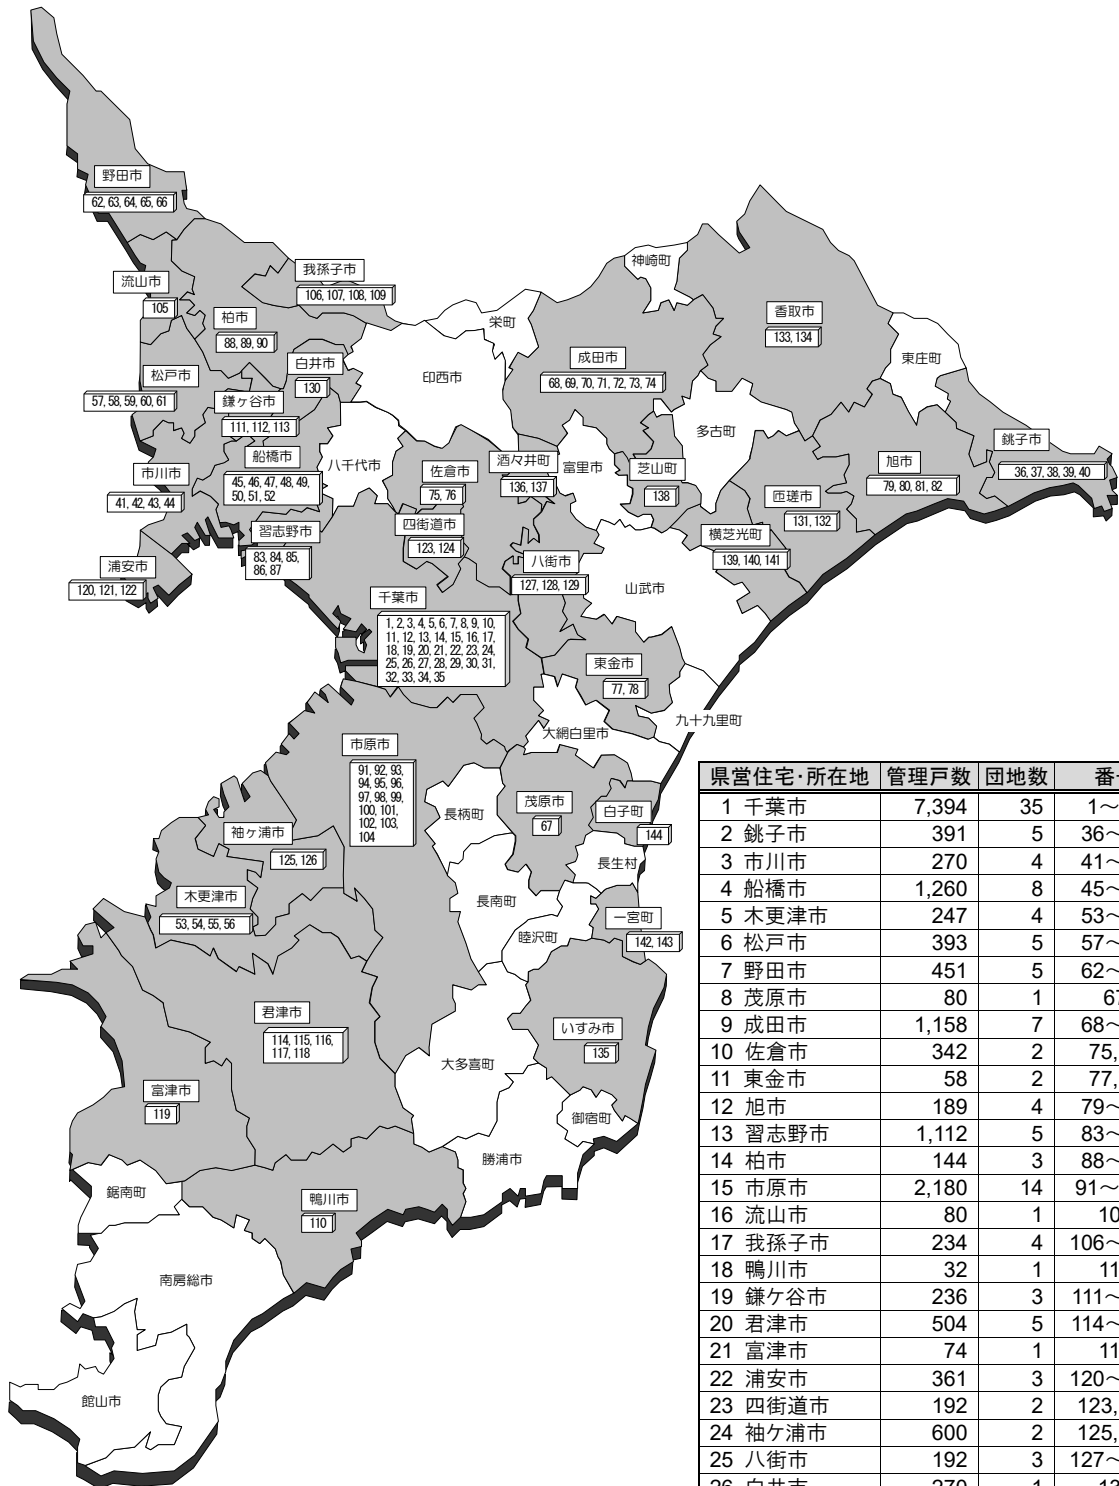 野田市
62, 63, 64, 65, 66
流山市
105
我孫子市
106, 107, 108, 109
柏市
88, 89, 90
松戸市
57, 58, 59, 60, 61
白井市
130
鎌ヶ谷市
111, 112, 113
船橋市
45, 46, 47, 48, 49,
50, 51, 52
市川市
41, 42, 43, 44
習志野市
83, 84, 85,
86, 87
浦安市
120, 121, 122
八千代市
印西市
栄町
神崎町
成田市
68, 69, 70, 71, 72, 73, 74
香取市
133, 134
東庄町
多古町
銚子市
36, 37, 38, 39, 40
旭市
79, 80, 81, 82
匝瑳市
131, 132
横芝光町
139, 140, 141
芝山町
138
富里市
酒々井町
136, 137
佐倉市
75, 76
四街道市
123, 124
八街市
127, 128, 129
山武市
千葉市
1, 2, 3, 4, 5, 6, 7, 8, 9, 10,
11, 12, 13, 14, 15, 16, 17,
18, 19, 20, 21, 22, 23, 24,
25, 26, 27, 28, 29, 30, 31,
32, 33, 34, 35
東金市
77, 78
九十九里町
大網白里市
市原市
91, 92, 93,
94, 95, 96,
97, 98, 99,
100, 101,
102, 103,
104
長柄町
茂原市
67
白子町
144
長生村
長南町
睦沢町
一宮町
142, 143
袖ヶ浦市
125, 126
木更津市
53, 54, 55, 56
君津市
114, 115, 116,
117, 118
富津市
119
いすみ市
135
大多喜町
御宿町
勝浦市
鋸南町
鴨川市
110
南房総市
館山市
県営住宅・所在地 管理戸数 団地数 番
1 千葉市 7,394 35 1～
2 銚子市 391 5 36～
3 市川市 270 4 41～
4 船橋市 1,260 8 45～
5 木更津市 247 4 53～
6 松戸市 393 5 57～
7 野田市 451 5 62～
8 茂原市 80 1 67
9 成田市 1,158 7 68～
10 佐倉市 342 2 75,
11 東金市 58 2 77,
12 旭市 189 4 79～
13 習志野市 1,112 5 83～
14 柏市 144 3 88～
15 市原市 2,180 14 91～
16 流山市 80 1 10
17 我孫子市 234 4 106～
18 鴨川市 32 1 11
19 鎌ケ谷市 236 3 111～
20 君津市 504 5 114～
21 富津市 74 1 11
22 浦安市 361 3 120～
23 四街道市 192 2 123,
24 袖ケ浦市 600 2 125,
25 八街市 192 3 127～
26 白井市 270 1 13